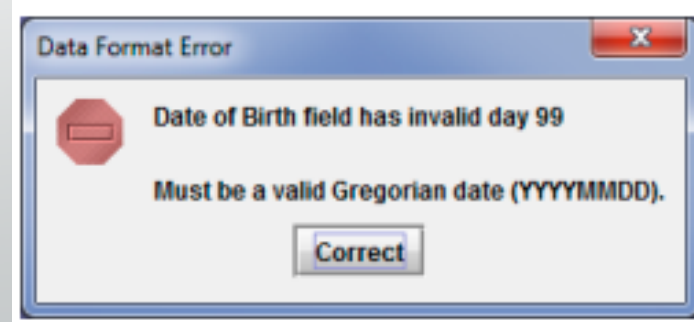 Data Format Error
Date of Birth field has invalid day 99
Must be a valid Gregorian date (YYYYMMDD).
Correct